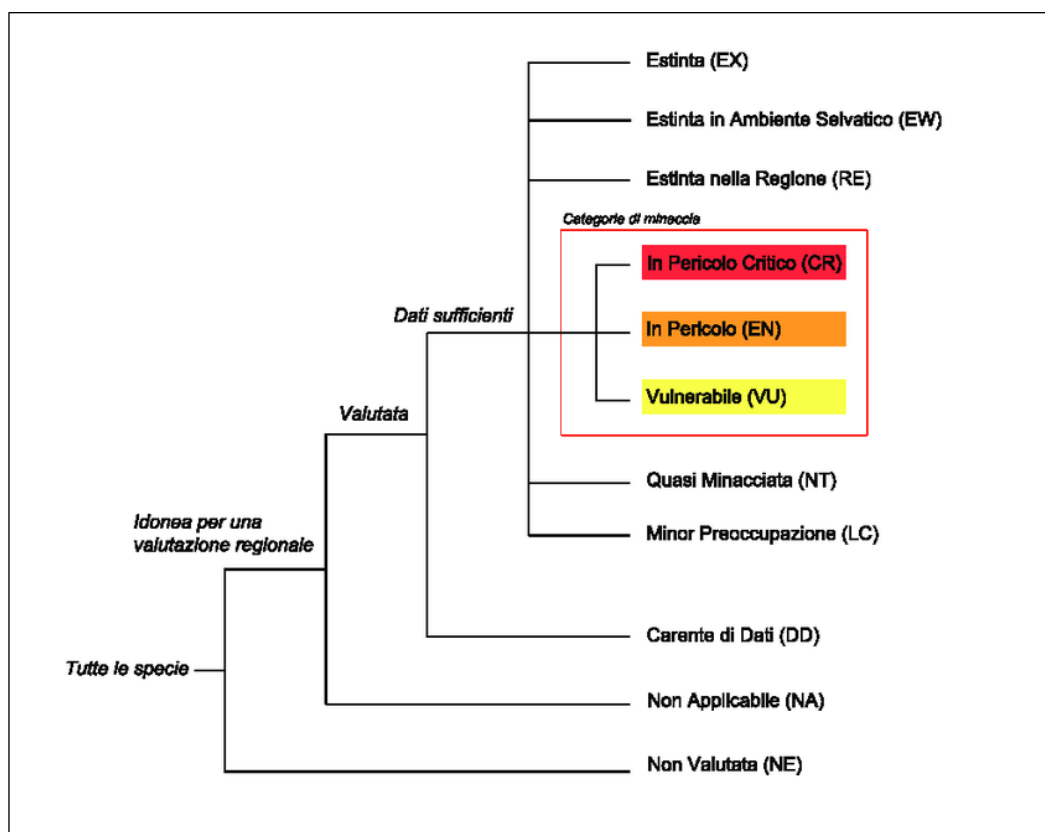 Estinta (EX)
Estinta in Ambiente Selvatico (EW)
Estinta nella Regione (RE)
Categorie di minaccia
In Pericolo Critico (CR)
Dati sufficienti
In Pericolo (EN)
Vulnerabile (VU)
Valutata
Quasi Minacciata (NT)
Idonea per una
valutazione regionale
Minor Preoccupazione (LC)
Carente di Dati (DD)
Tutte le specie
Non Applicabile (NA)
Non Valutata (NE)